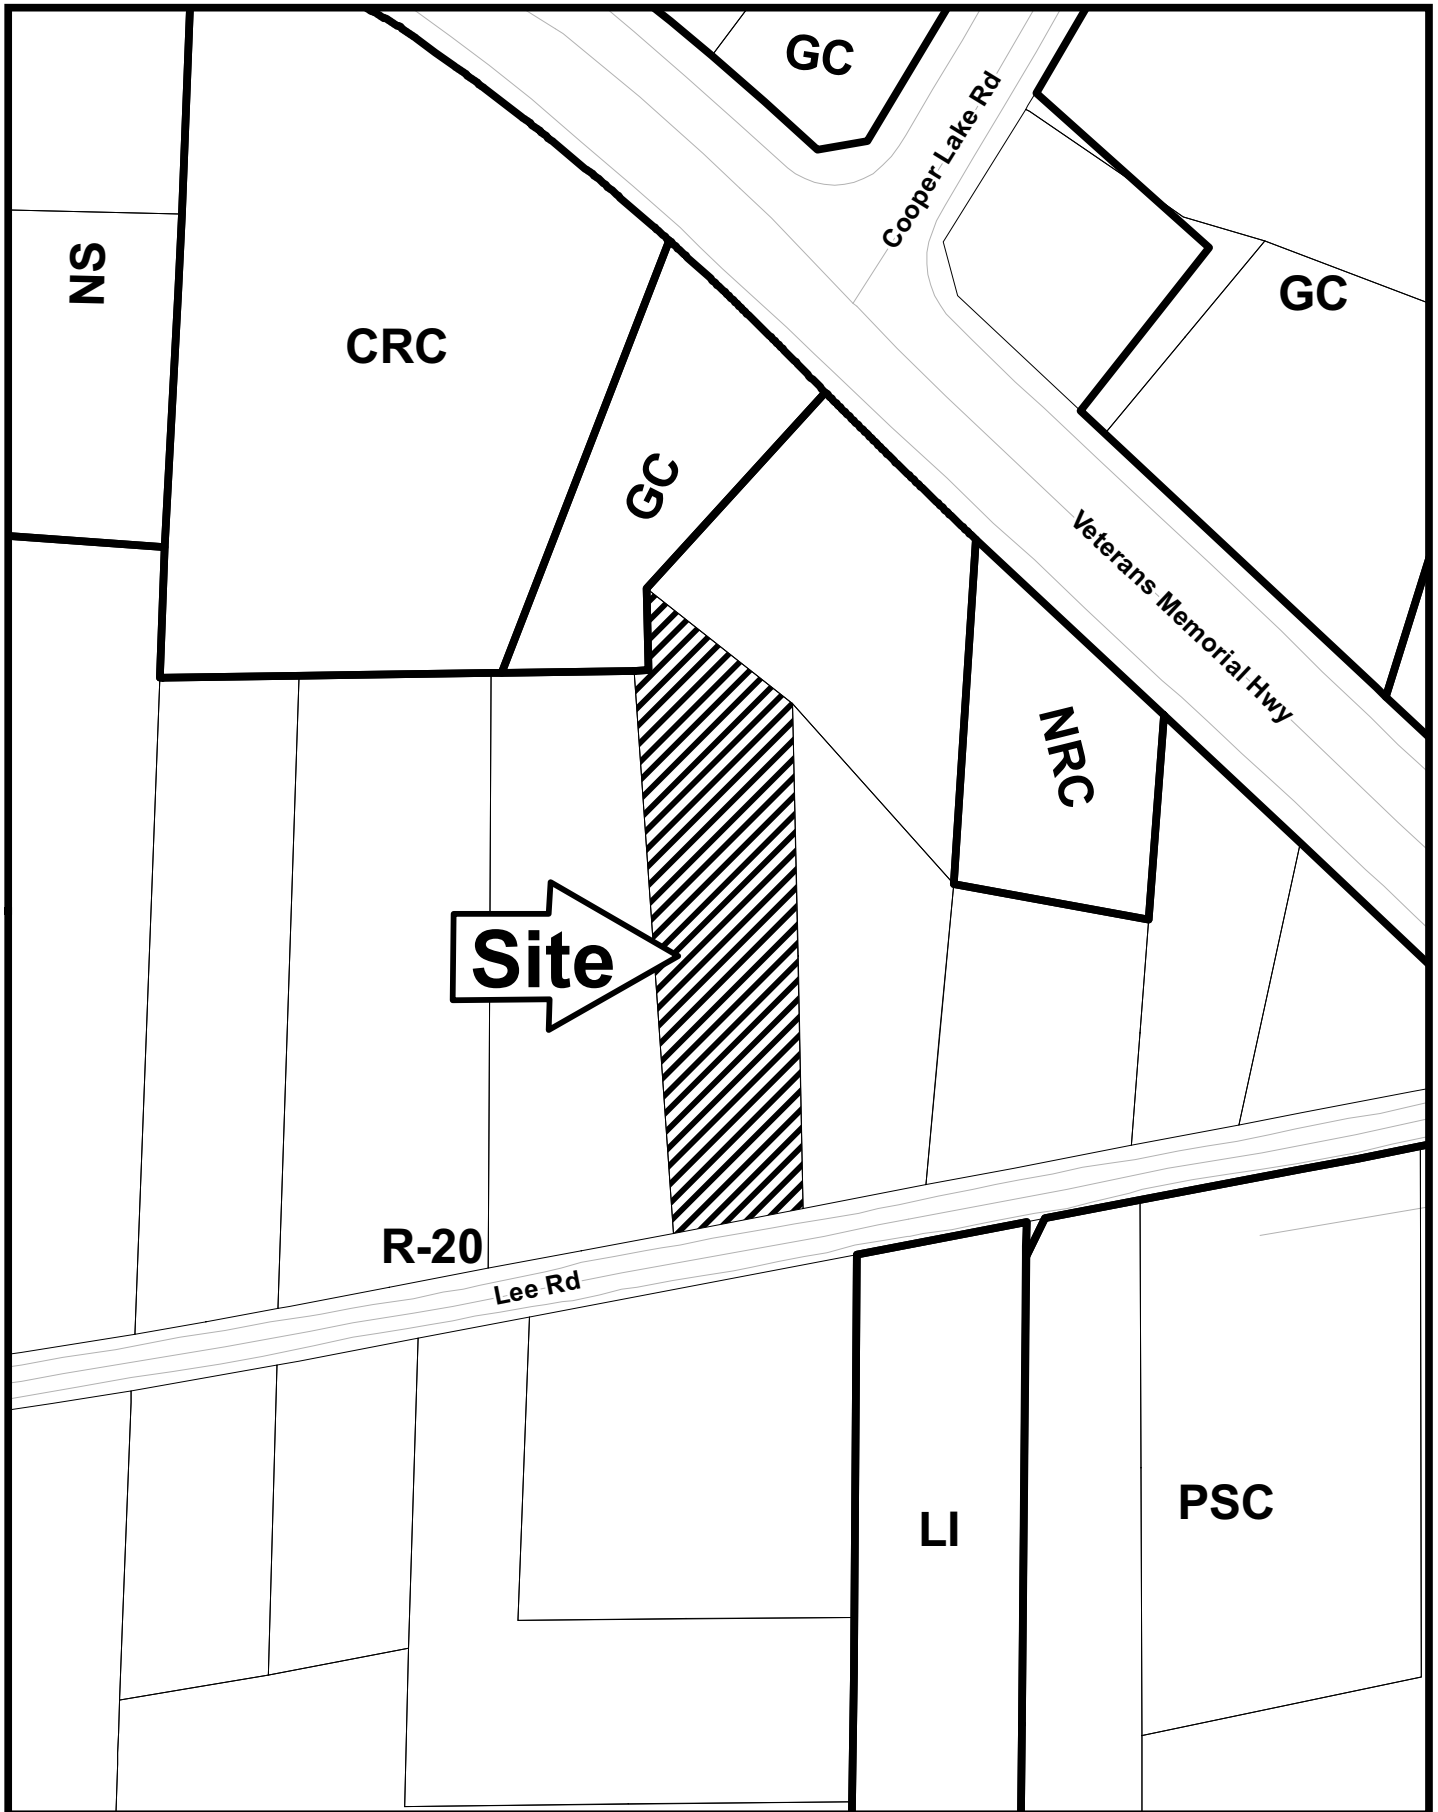 GC
Cooper Lake Rd
NS
GC
CRC
GC
Veterans Memorial Hwy
NRC
Site
R-20
Lee Rd
PSC
LI